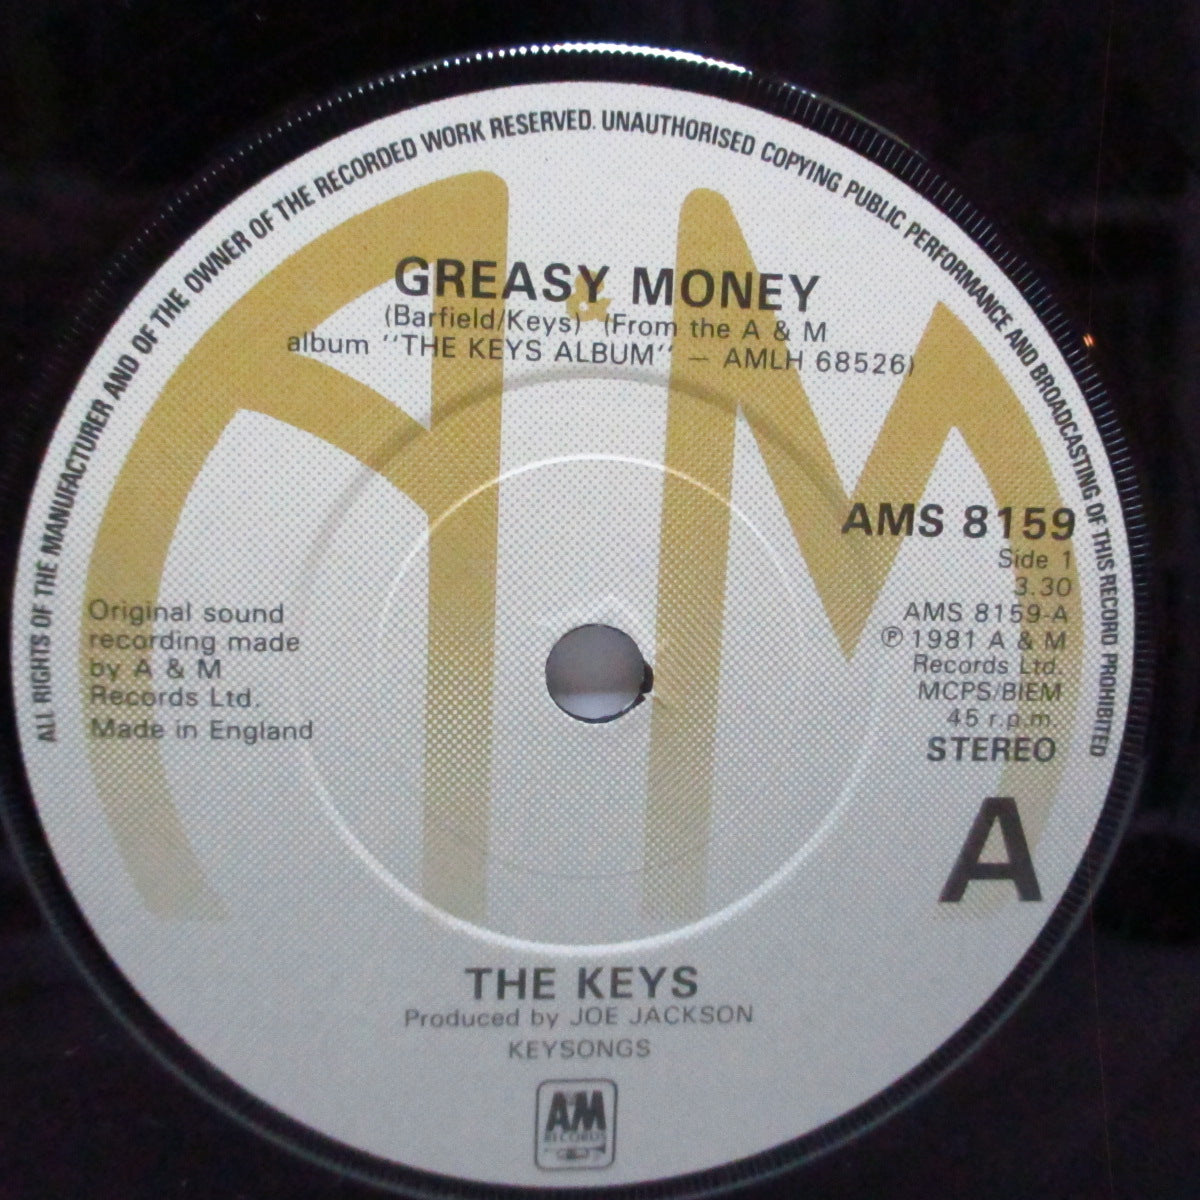 ALL RIGHTS OF THE MANUFACTURER AND OF THE OWNER OF THE RECORDED WORK RESERVED. UNAUTHORISED COPYING PUBLIC PERFORMANCE AND BROADCASTING OF THIS RECORD PROHIBITED
GREASY MONEY
(Barfield/Keys) (From the A & M
album "THE KEYS ALBUM" – AMLH 68526)
AMS 8159
Side 1
3.30
AMS 8159-A
℗ 1981 A & M
Records Ltd.
MCPS/BIEM
45 r.p.m.
STEREO
A
Original sound
recording made
by A & M
Records Ltd.
Made in England
THE KEYS
Produced by JOE JACKSON
KEYSONGS
A&M
RECORDS